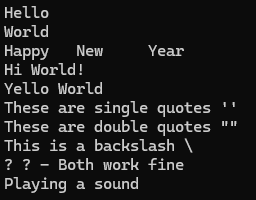 Hello
World
Happy   New     Year
Hi World!
Yello World
These are single quotes ''
These are double quotes ""
This is a backslash \
? ? – Both work fine
Playing a sound